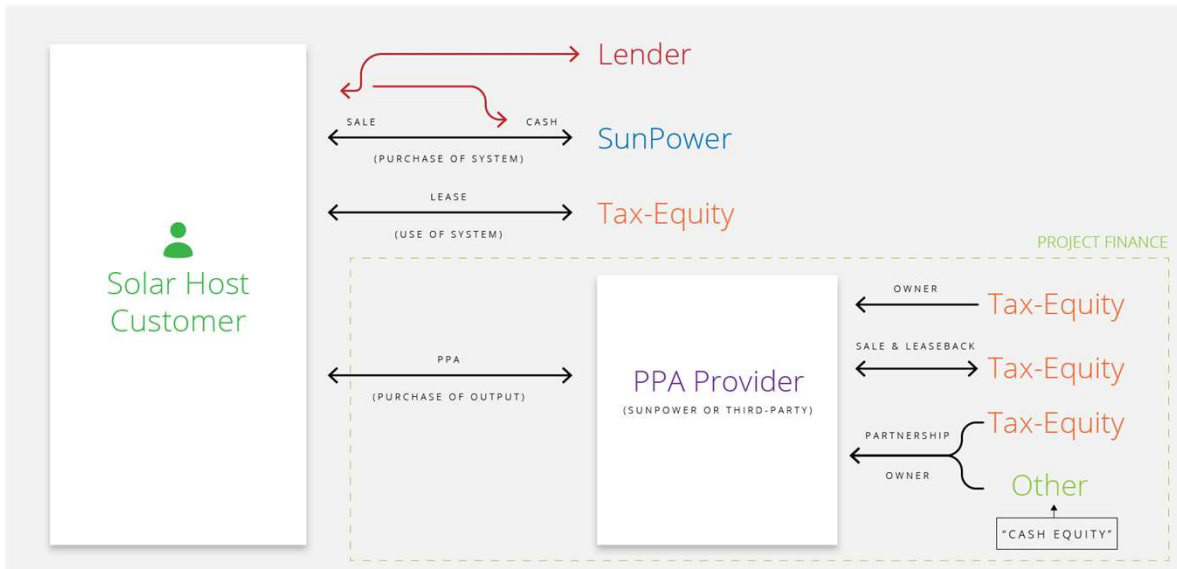 Lender
SALE
CASH
SunPower
(PURCHASE OF SYSTEM)
LEASE
Tax-Equity
(USE OF SYSTEM)
Solar Host
Customer
PROJECT FINANCE
PPA
(PURCHASE OF OUTPUT)
PPA Provider
(SUNPOWER OR THIRD-PARTY)
OWNER
Tax-Equity
SALE & LEASEBACK
Tax-Equity
Tax-Equity
PARTNERSHIP
OWNER
Other
"CASH EQUITY"